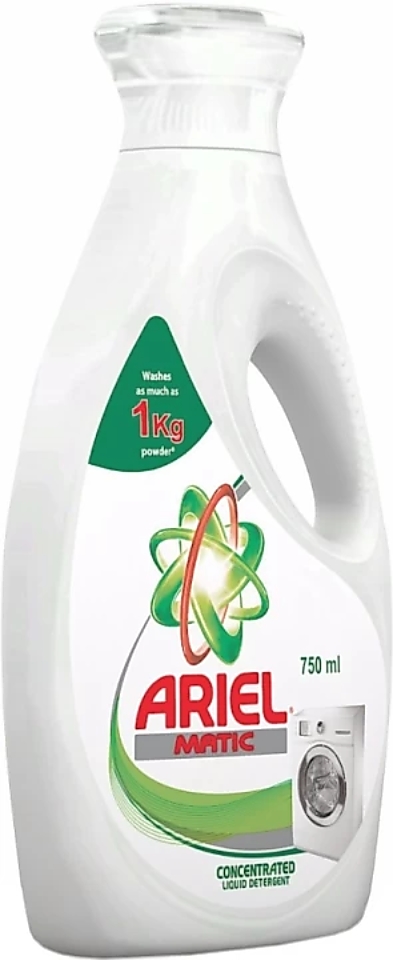 Washes
as much as
1Kg
powder*
750 ml
ARIEL®
MATIC
CONCENTRATED
LIQUID DETERGENT